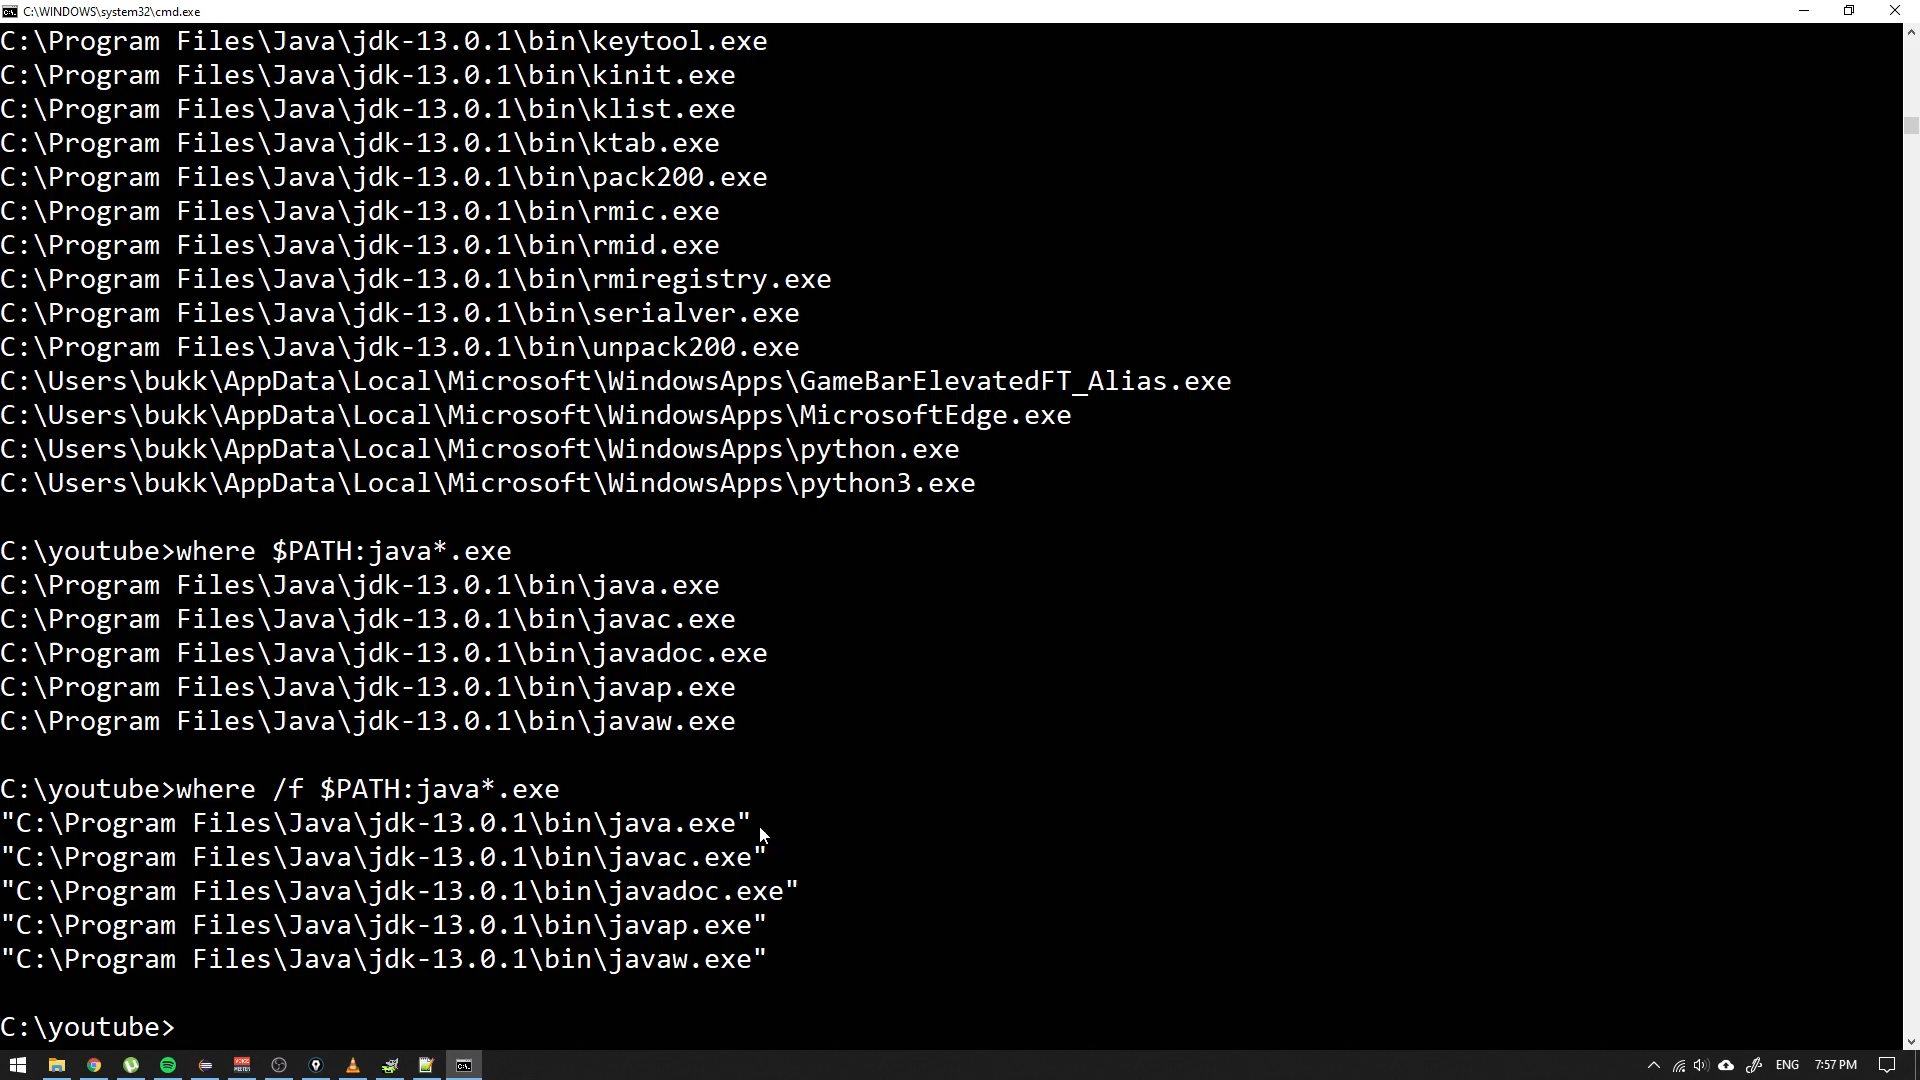 C:\WINDOWS\system32\cmd.exe
C:\Program Files\Java\jdk-13.0.1\bin\keytool.exe
C:\Program Files\Java\jdk-13.0.1\bin\kinit.exe
C:\Program Files\Java\jdk-13.0.1\bin\klist.exe
C:\Program Files\Java\jdk-13.0.1\bin\ktab.exe
C:\Program Files\Java\jdk-13.0.1\bin\pack200.exe
C:\Program Files\Java\jdk-13.0.1\bin\rmic.exe
C:\Program Files\Java\jdk-13.0.1\bin\rmid.exe
C:\Program Files\Java\jdk-13.0.1\bin\rmiregistry.exe
C:\Program Files\Java\jdk-13.0.1\bin\serialver.exe
C:\Program Files\Java\jdk-13.0.1\bin\unpack200.exe
C:\Users\bukk\AppData\Local\Microsoft\WindowsApps\GameBarElevatedFT_Alias.exe
C:\Users\bukk\AppData\Local\Microsoft\WindowsApps\MicrosoftEdge.exe
C:\Users\bukk\AppData\Local\Microsoft\WindowsApps\python.exe
C:\Users\bukk\AppData\Local\Microsoft\WindowsApps\python3.exe
C:\youtube>where $PATH:java*.exe
C:\Program Files\Java\jdk-13.0.1\bin\java.exe
C:\Program Files\Java\jdk-13.0.1\bin\javac.exe
C:\Program Files\Java\jdk-13.0.1\bin\javadoc.exe
C:\Program Files\Java\jdk-13.0.1\bin\javap.exe
C:\Program Files\Java\jdk-13.0.1\bin\javaw.exe
C:\youtube>where /f $PATH:java*.exe
"C:\Program Files\Java\jdk-13.0.1\bin\java.exe"
"C:\Program Files\Java\jdk-13.0.1\bin\javac.exe"
"C:\Program Files\Java\jdk-13.0.1\bin\javadoc.exe"
"C:\Program Files\Java\jdk-13.0.1\bin\javap.exe"
"C:\Program Files\Java\jdk-13.0.1\bin\javaw.exe"
C:\youtube>
ENG 7:57 PM